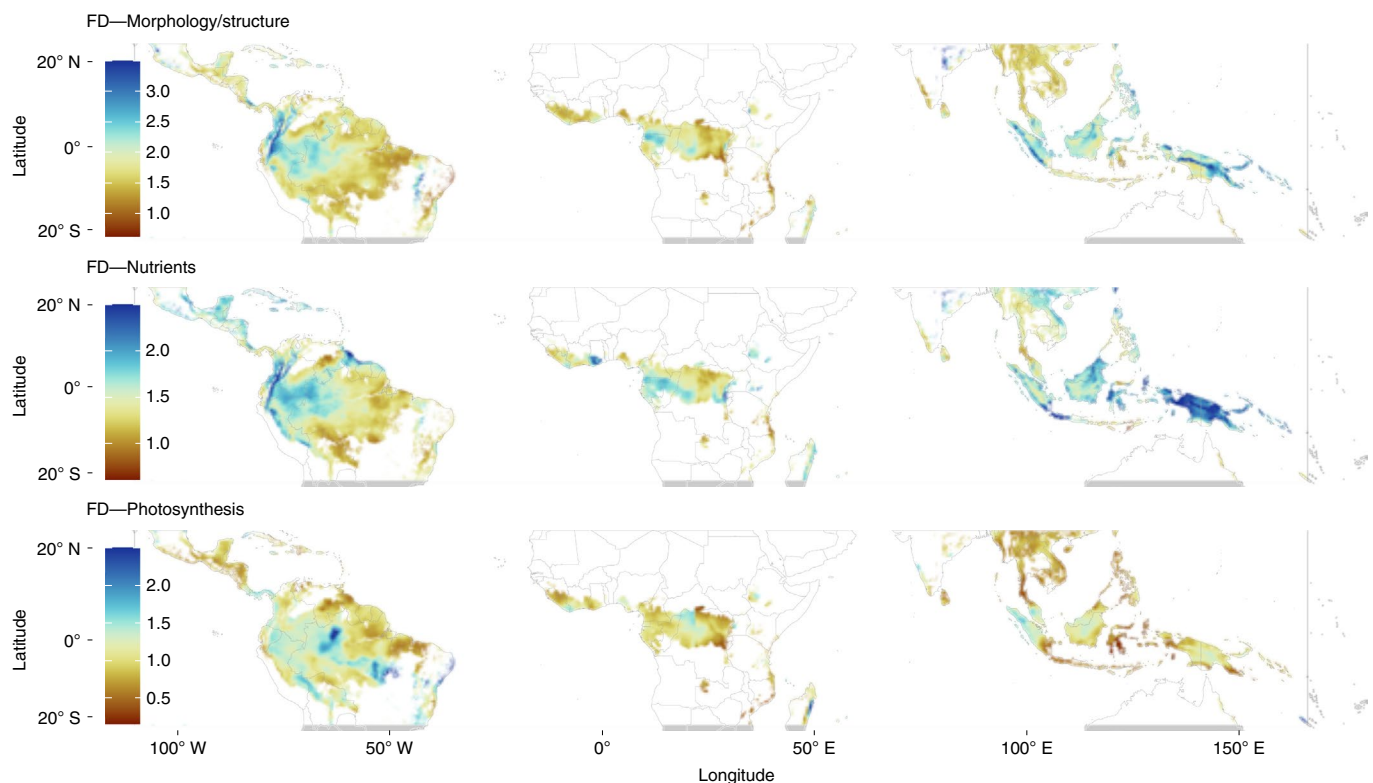 FD—Morphology/structure
20° N
0°
20° S
Latitude
3.0
2.5
2.0
1.5
1.0
FD—Nutrients
20° N
0°
20° S
Latitude
2.0
1.5
1.0
FD—Photosynthesis
20° N
0°
20° S
Latitude
2.0
1.5
1.0
0.5
100° W
50° W
0°
50° E
100° E
150° E
Longitude